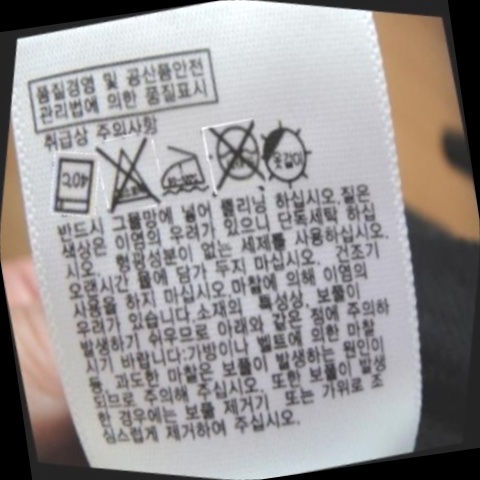 품질경영 및 공산품안전
관리법에 의한 품질표시
취급상 주의사항
옷걸이
반드시 그물망에 넣어 클리닝 하십시오.짙은
색상은 이염의 우려가 있으니 단독세탁 하십
시오. 형광성분이 없는 세제를 사용하십시오.
오래시간 물에 담가 두지 마십시오. 건조기
사용을 하지 마십시오.마찰에 의해 이염의
우려가 있습니다.소재의 특성상 보풀이
발생하기 쉬우므로 아래와 같은 점에 주의하
시기 바랍니다:가방이나 벨트에 의한 마찰
등, 과도한 마찰은 보풀이 발생하는 원인이
되므로 주의해 주십시오. 또한 보풀이 발생
한 경우에는 보풀 제거기 또는 가위로 조
심스럽게 제거하여 주십시오.